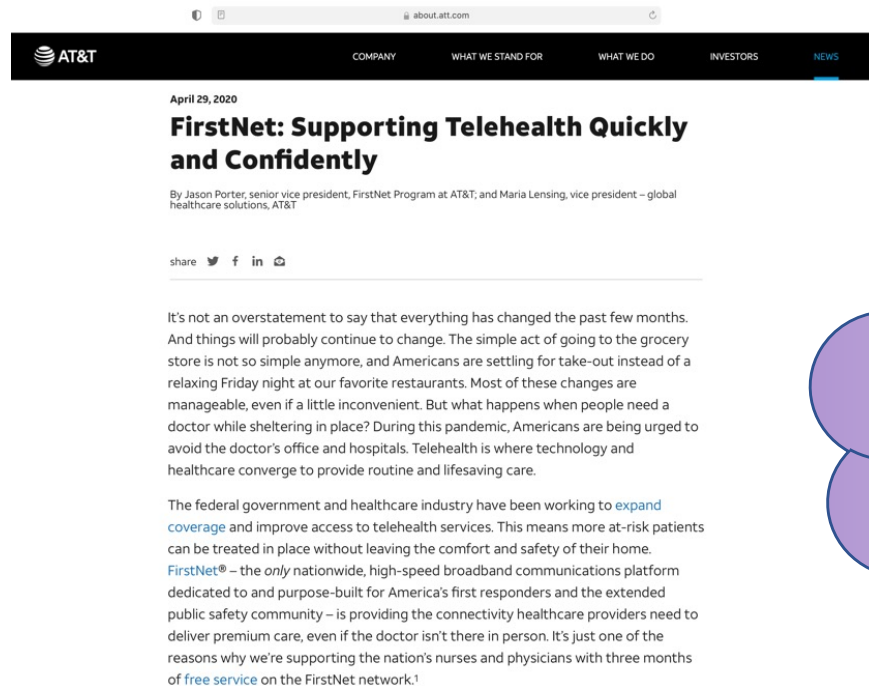 about.att.com
AT&T COMPANY WHAT WE STAND FOR WHAT WE DO INVESTORS NEWS
April 29, 2020
FirstNet: Supporting Telehealth Quickly
and Confidently
By Jason Porter, senior vice president, FirstNet Program at AT&T; and Maria Lensing, vice president – global
healthcare solutions, AT&T
share
It's not an overstatement to say that everything has changed the past few months.
And things will probably continue to change. The simple act of going to the grocery
store is not so simple anymore, and Americans are settling for take-out instead of a
relaxing Friday night at our favorite restaurants. Most of these changes are
manageable, even if a little inconvenient. But what happens when people need a
doctor while sheltering in place? During this pandemic, Americans are being urged to
avoid the doctor's office and hospitals. Telehealth is where technology and
healthcare converge to provide routine and lifesaving care.
The federal government and healthcare industry have been working to expand
coverage and improve access to telehealth services. This means more at-risk patients
can be treated in place without leaving the comfort and safety of their home.
FirstNet® – the only nationwide, high-speed broadband communications platform
dedicated to and purpose-built for America's first responders and the extended
public safety community – is providing the connectivity healthcare providers need to
deliver premium care, even if the doctor isn't there in person. It's just one of the
reasons why we're supporting the nation's nurses and physicians with three months
of free service on the FirstNet network.¹